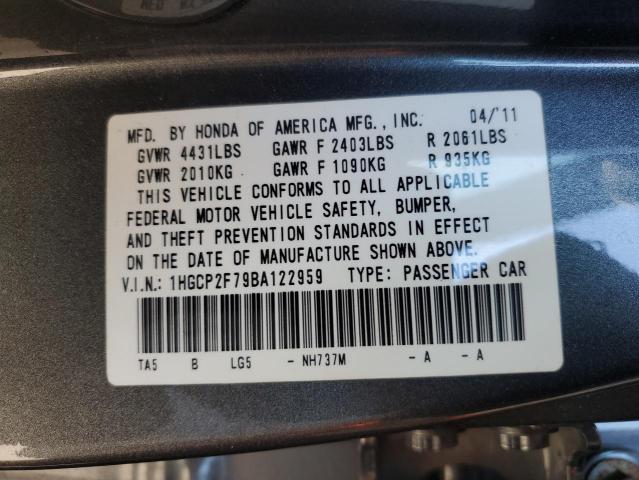 MFD. BY HONDA OF AMERICA MFG., INC. 04/'11
GVWR 4431LBS GAWR F 2403LBS R 2061LBS
GVWR 2010KG GAWR F 1090KG R 935KG
THIS VEHICLE CONFORMS TO ALL APPLICABLE
FEDERAL MOTOR VEHICLE SAFETY, BUMPER,
AND THEFT PREVENTION STANDARDS IN EFFECT
ON THE DATE OF MANUFACTURE SHOWN ABOVE.
V.I.N.: 1HGCP2F79BA122959 TYPE: PASSENGER CAR
TA5 B LG5 - NH737M - A - A